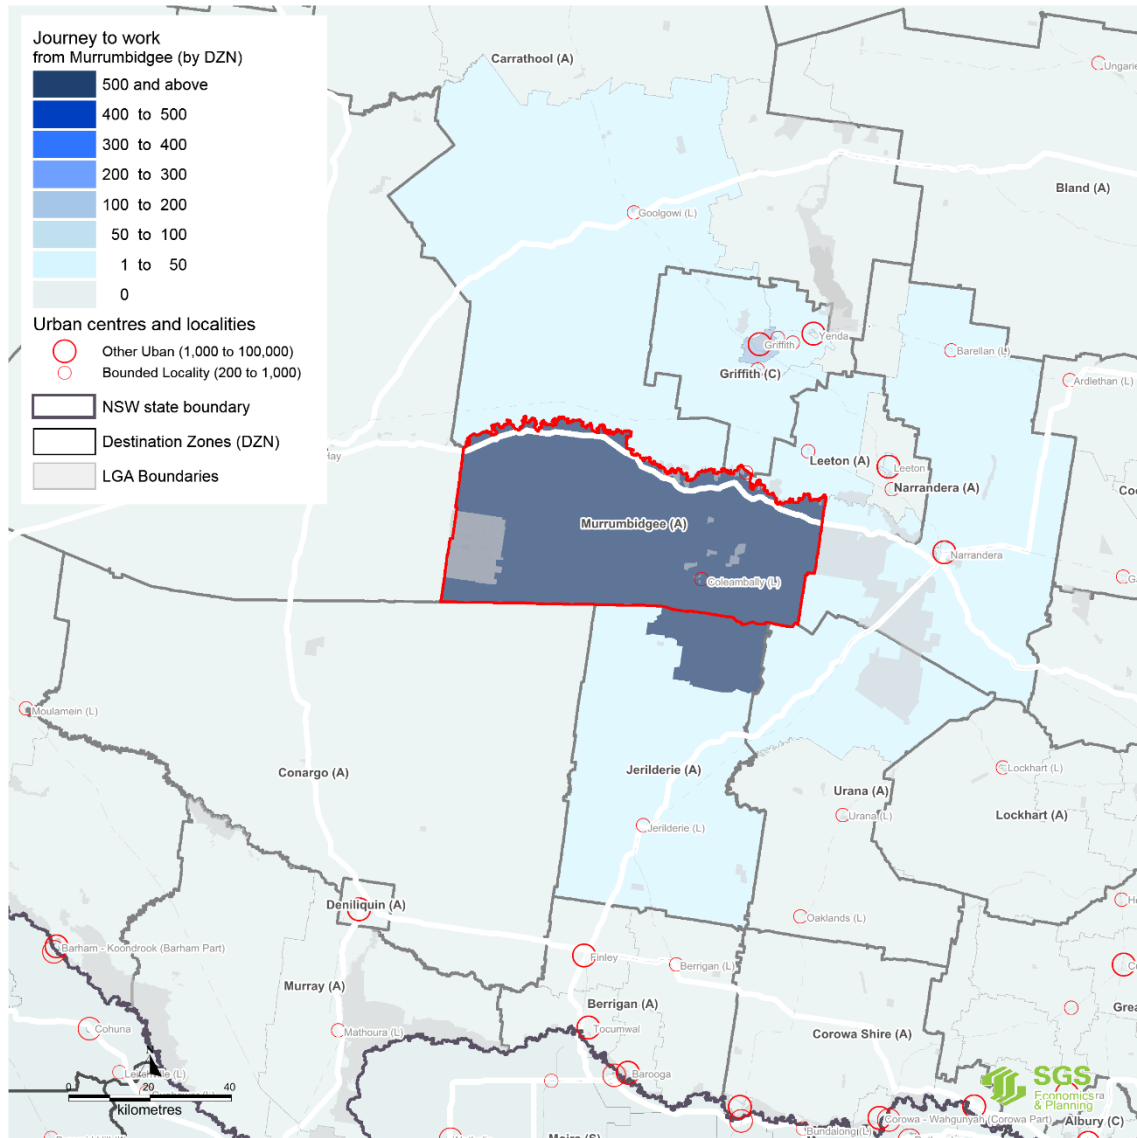 Journey to work
from Murrumbidgee (by DZN)
500 and above
400 to 500
300 to 400
200 to 300
100 to 200
50 to 100
1 to 50
0
Urban centres and localities
Other Uban (1,000 to 100,000)
Bounded Locality (200 to 1,000)
NSW state boundary
Destination Zones (DZN)
LGA Boundaries
Carrathool (A)
Ungarie
Bland (A)
Goolgowi (L)
Yenda
Griffith
Griffith (C)
Barellan (L)
Ardlethan (L)
Hay
Leeton (A)
Leeton
Narrandera (A)
Murrumbidgee (A)
Narrandera
Coleambally (L)
Moulamein (L)
Conargo (A)
Jerilderie (A)
Lockhart (L)
Urana (A)
Urana (L)
Lockhart (A)
Jerilderie (L)
Deniliquin (A)
Oaklands (L)
Barham - Koondrook (Barham Part)
Finley
Berrigan (L)
Murray (A)
Berrigan (A)
Cohuna
Mathoura (L)
Tocumwal
Corowa Shire (A)
Barooga
N
0 20 40
kilometres
SGS
Economics
& Planning
Corowa - Wahgunyah (Corowa Part)
Bundalong (L)
Albury (C)
Moira (S)